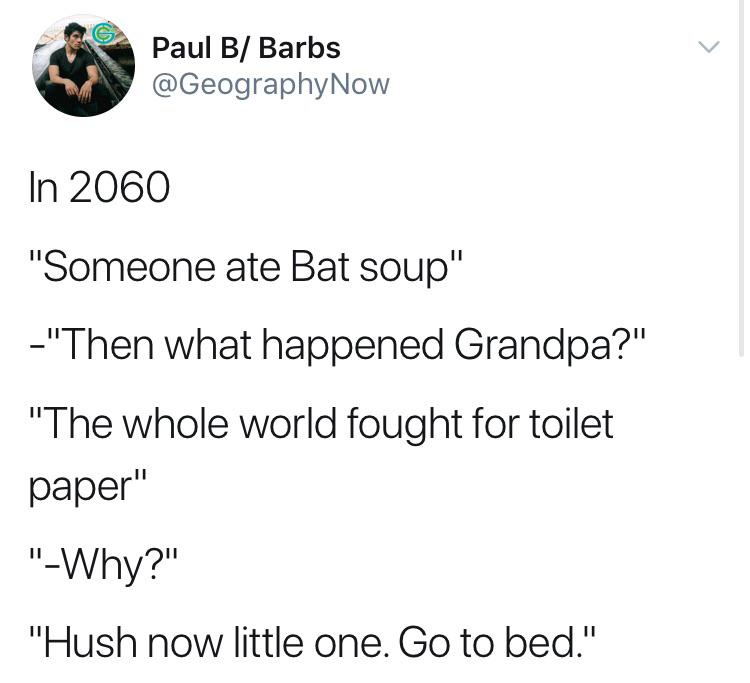 Paul B/ Barbs
@GeographyNow
In 2060
"Someone ate Bat soup"
-"Then what happened Grandpa?"
"The whole world fought for toilet
paper"
"-Why?"
"Hush now little one. Go to bed."